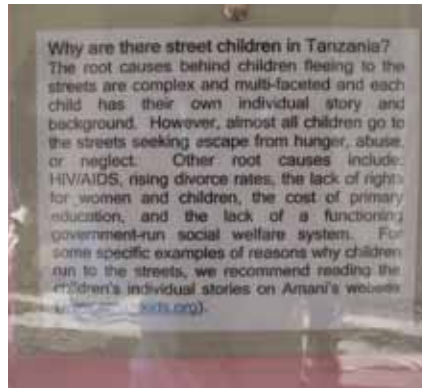 Why are there street children in Tanzania?
The root causes behind children fleeing to the
streets are complex and multi-faceted and each
child has their own individual story and
background. However, almost all children go to
the streets seeking escape from hunger, abuse,
or neglect. Other root causes include:
HIV/AIDS, rising divorce rates, the lack of rights
for women and children, the cost of primary
education, and the lack of a functioning
government-run social welfare system. For
some specific examples of reasons why children
run to the streets, we recommend reading the
children's individual stories on Amani's website
kids.org).